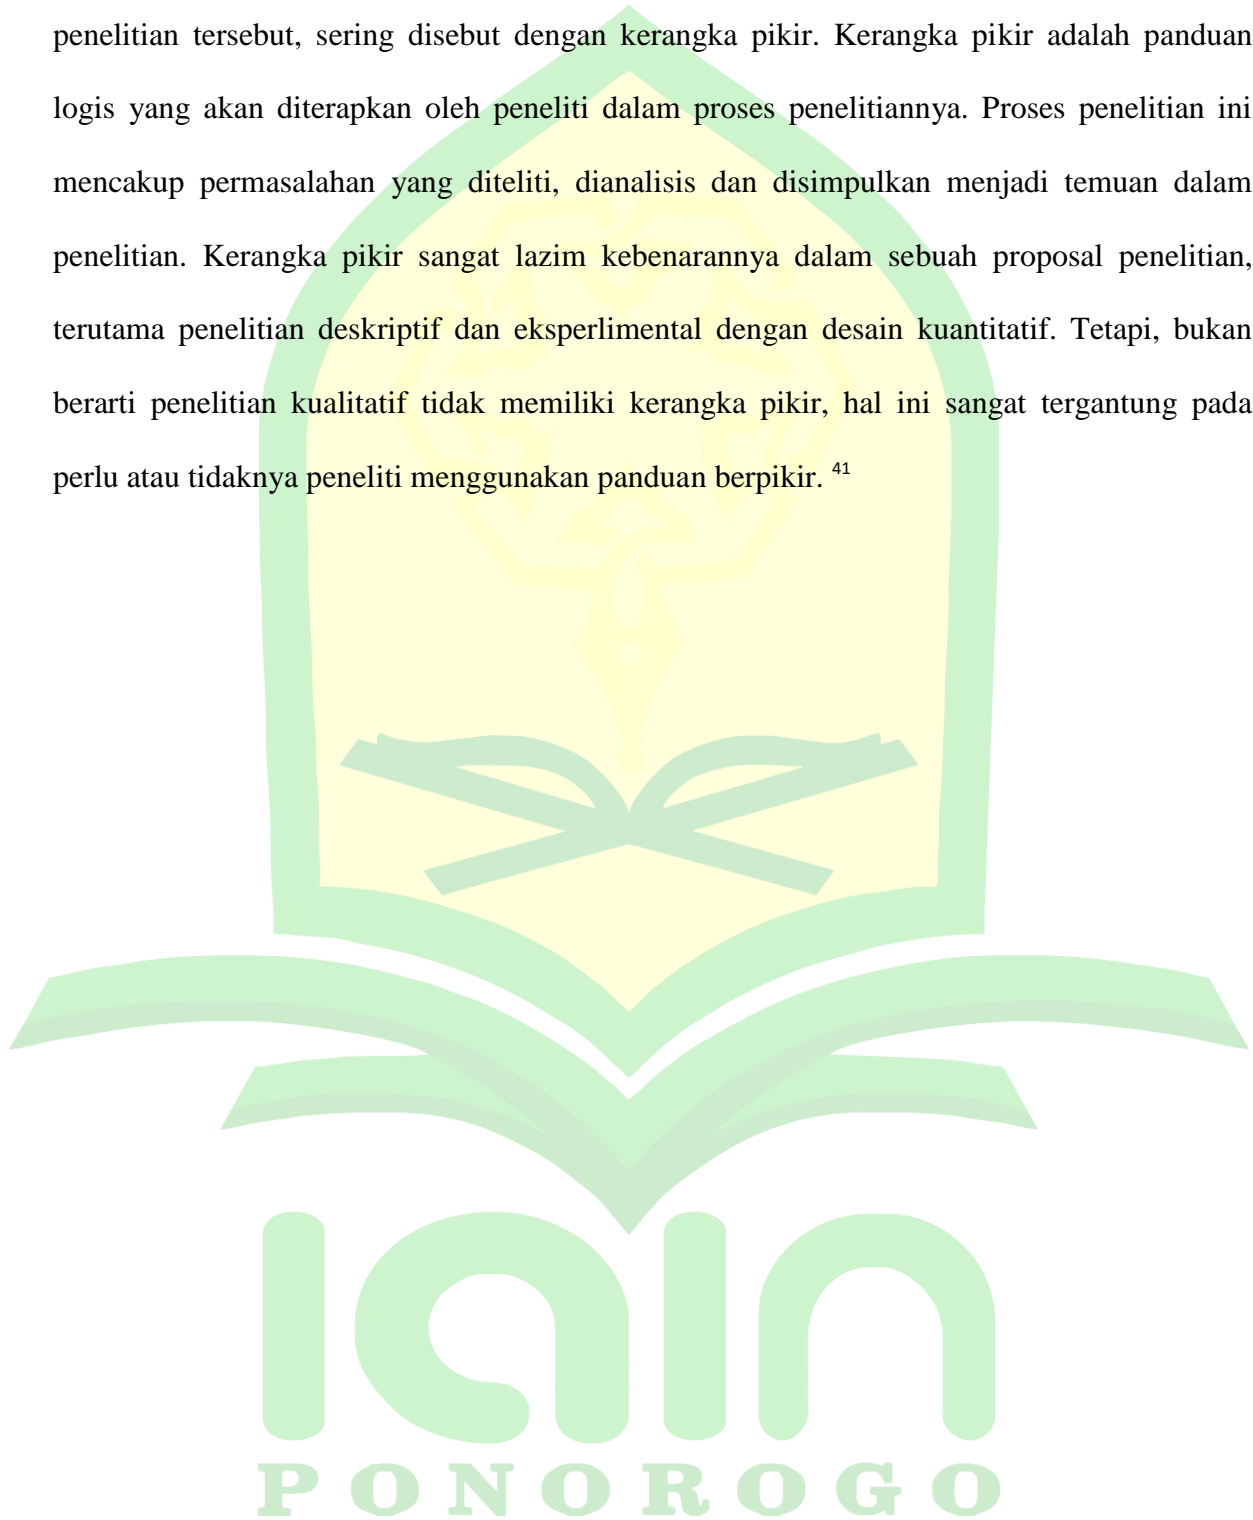 penelitian tersebut, sering disebut dengan kerangka pikir. Kerangka pikir adalah panduan
logis yang akan diterapkan oleh peneliti dalam proses penelitiannya. Proses penelitian ini
mencakup permasalahan yang diteliti, dianalisis dan disimpulkan menjadi temuan dalam
penelitian. Kerangka pikir sangat lazim kebenarannya dalam sebuah proposal penelitian,
terutama penelitian deskriptif dan eksperlimental dengan desain kuantitatif. Tetapi, bukan
berarti penelitian kualitatif tidak memiliki kerangka pikir, hal ini sangat tergantung pada
perlu atau tidaknya peneliti menggunakan panduan berpikir. 41
iain
PONOROGO